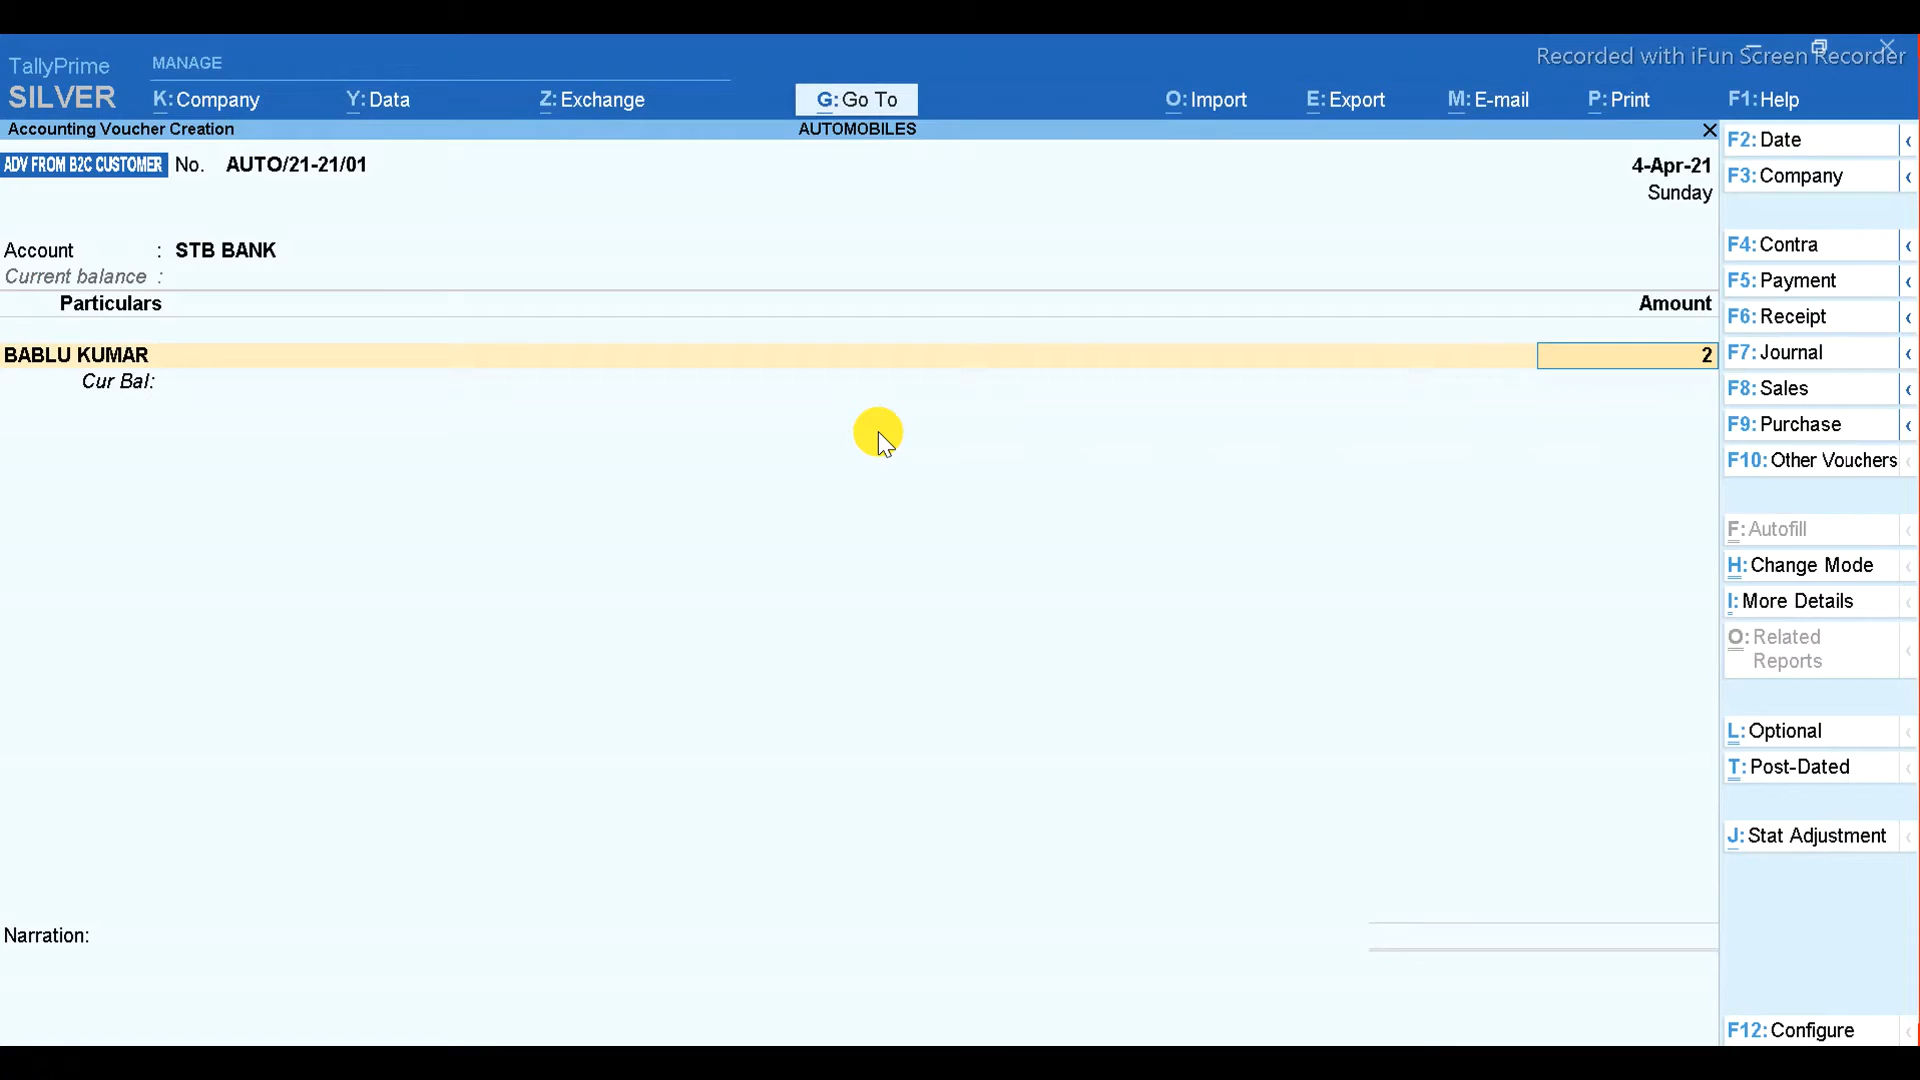 Recorded with iFun Screen Recorder
TallyPrime
SILVER
MANAGE
K: Company
Y: Data
Z: Exchange
G: Go To
O: Import
E: Export
M: E-mail
P: Print
F1: Help
Accounting Voucher Creation
AUTOMOBILES
ADV FROM B2C CUSTOMER No. AUTO/21-21/01
4-Apr-21
Sunday
Account : STB BANK
Current balance :
Particulars
Amount
BABLU KUMAR
2
Cur Bal:
Narration:
F2: Date
F3: Company
F4: Contra
F5: Payment
F6: Receipt
F7: Journal
F8: Sales
F9: Purchase
F10: Other Vouchers
F: Autofill
H: Change Mode
I: More Details
O: Related
Reports
L: Optional
T: Post-Dated
J: Stat Adjustment
F12: Configure